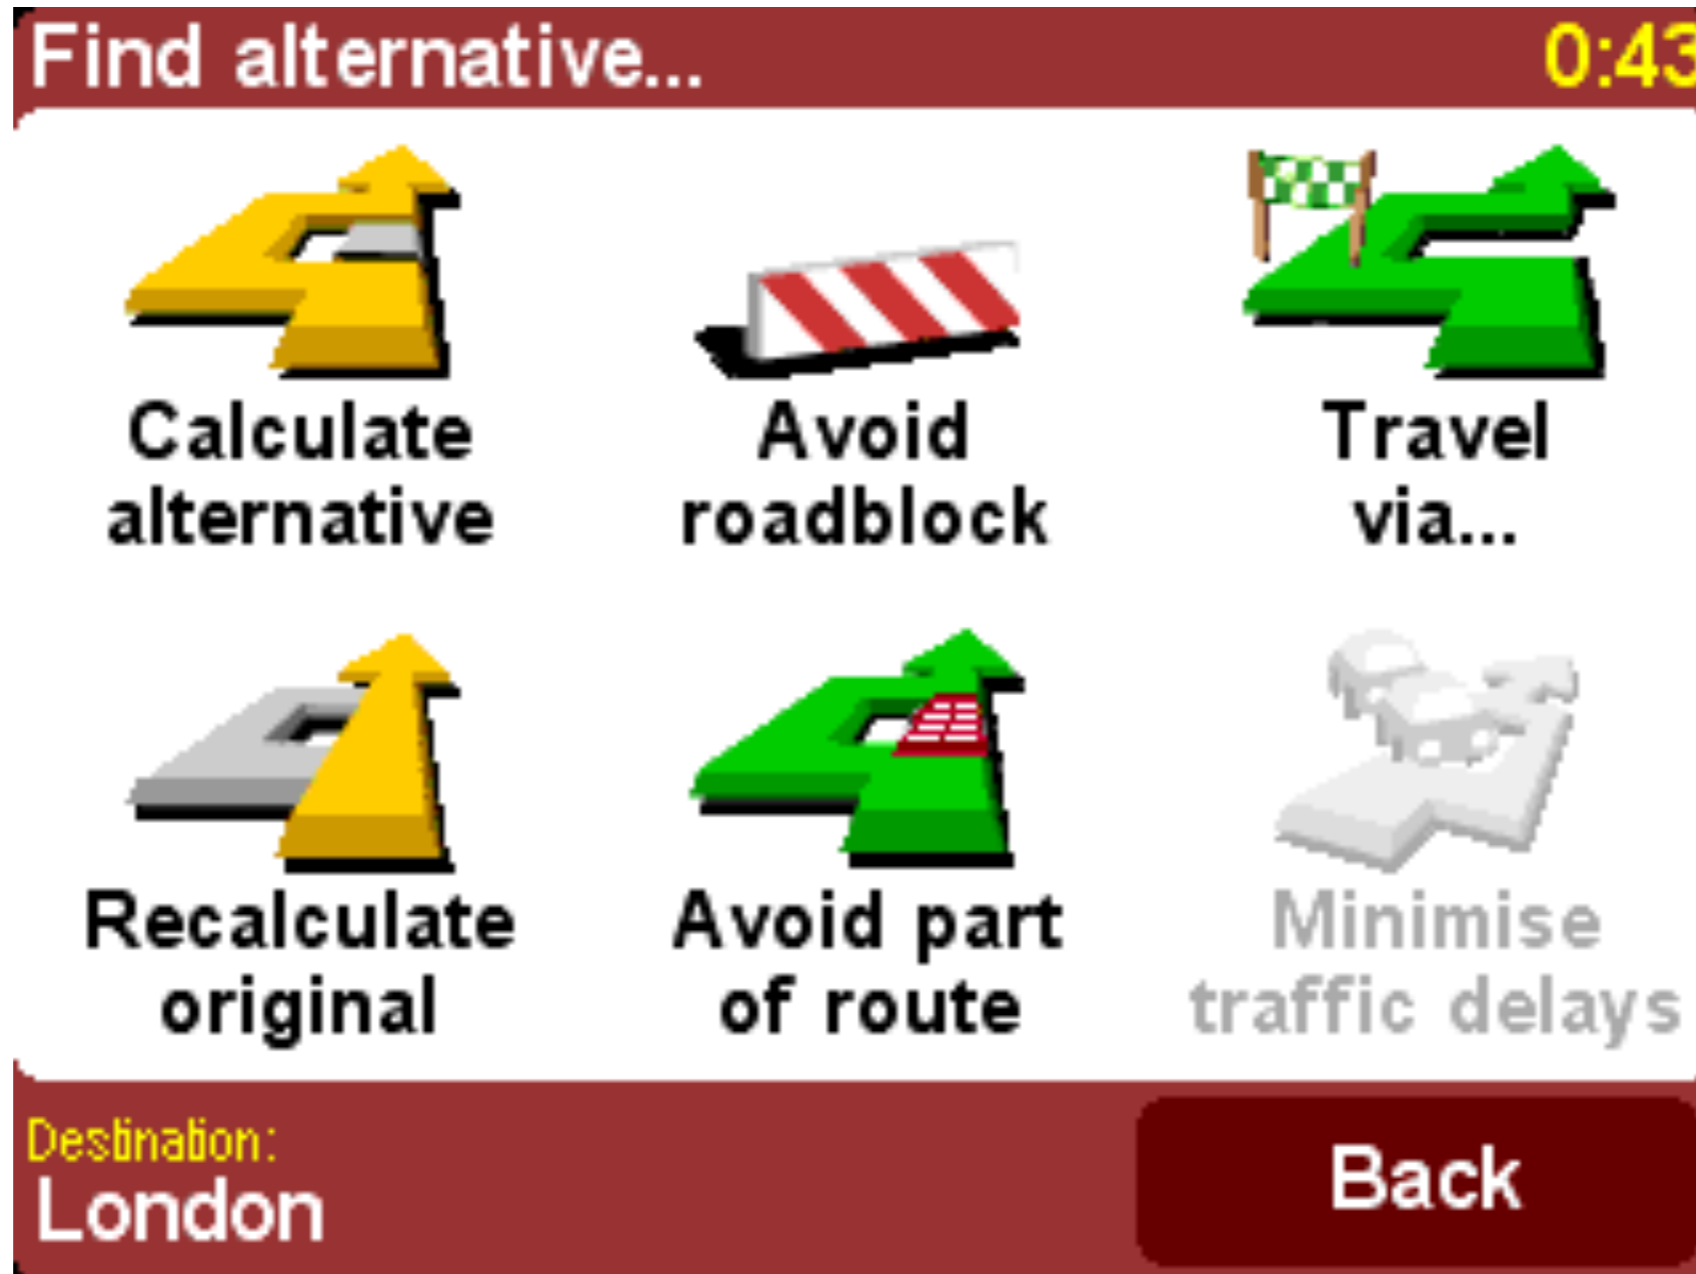 Find alternative...
0:43
Calculate
alternative
Avoid
roadblock
Travel
via...
Recalculate
original
Avoid part
of route
Minimise
traffic delays
Destination:
London
Back